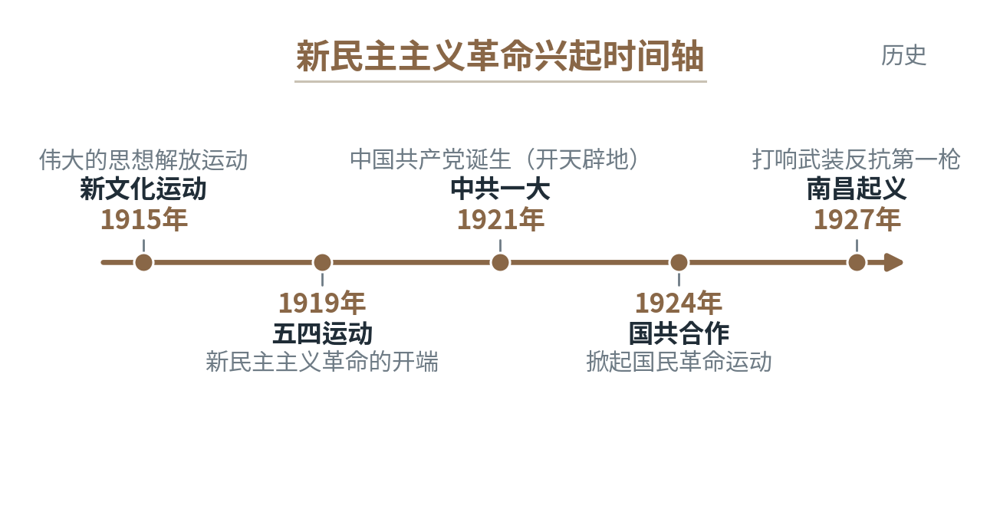 新民主主义革命兴起时间轴
历史
伟大的思想解放运动
新文化运动
1915年
中国共产党诞生（开天辟地）
中共一大
1921年
打响武装反抗第一枪
南昌起义
1927年
1919年
五四运动
新民主主义革命的开端
1924年
国共合作
掀起国民革命运动